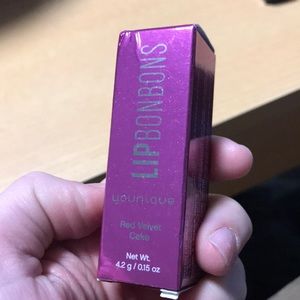 LIPBONBONS
younique
Red Velvet
Cake
Net Wt.
4.2 g / 0.15 oz